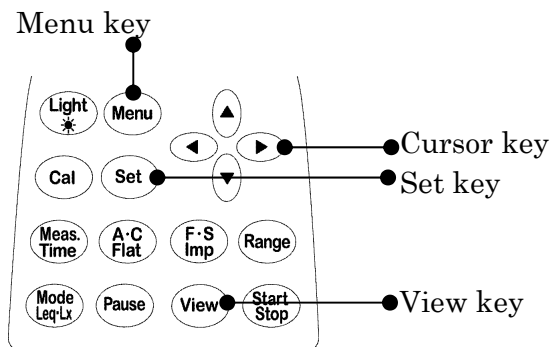 Menu key
Light
Menu
Cursor key
Cal
Set
Set key
Meas.
Time
A·C
Flat
F·S
Imp
Range
Mode
Leq·Lx
Pause
View
Start
Stop
View key